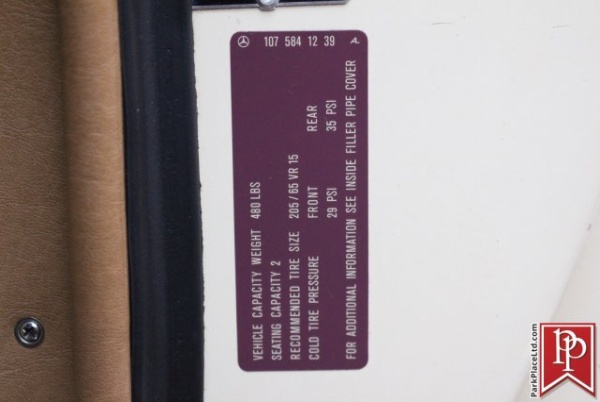 107 584 12 39 A
VEHICLE CAPACITY WEIGHT 480 LBS
SEATING CAPACITY 2
RECOMMENDED TIRE SIZE 205/65 VR 15
COLD TIRE PRESSURE FRONT REAR
29 PSI 35 PSI
FOR ADDITIONAL INFORMATION SEE INSIDE FILLER PIPE COVER
PP
ParkPlaceLtd.com